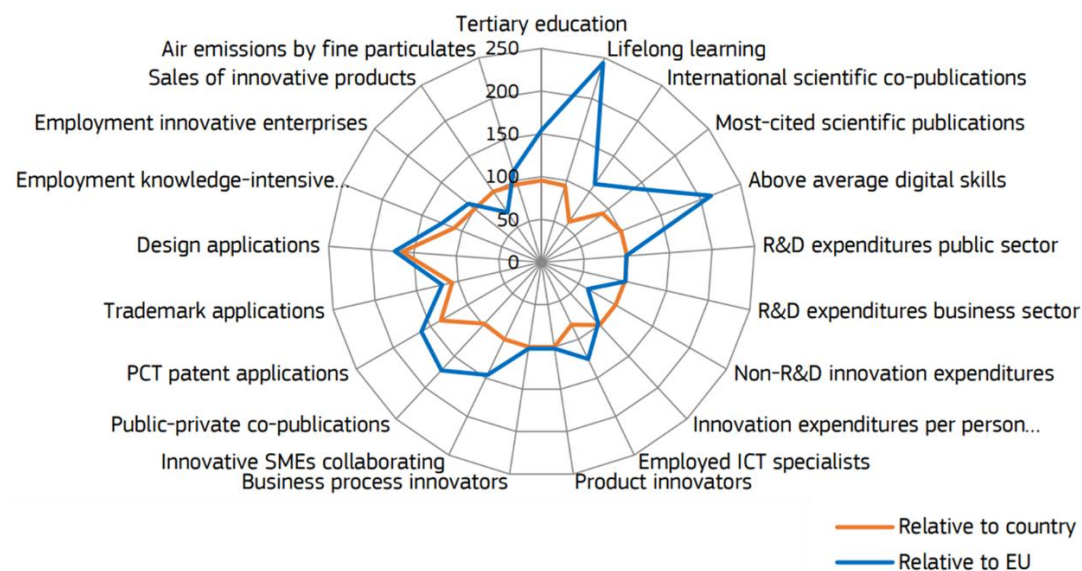 Tertiary education
Air emissions by fine particulates
250
Lifelong learning
Sales of innovative products
200
International scientific co-publications
Employment innovative enterprises
150
Most-cited scientific publications
Employment knowledge-intensive...
100
Above average digital skills
50
Design applications
0
R&D expenditures public sector
Trademark applications
R&D expenditures business sector
PCT patent applications
Non-R&D innovation expenditures
Public-private co-publications
Innovation expenditures per person...
Innovative SMEs collaborating
Employed ICT specialists
Business process innovators
Product innovators
Relative to country
Relative to EU